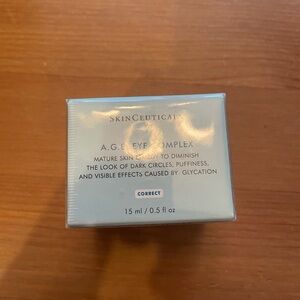 SKINCEUTICALS
A.G.E. EYE COMPLEX
MATURE SKIN TO DIMINISH
THE LOOK OF DARK CIRCLES, PUFFINESS,
AND VISIBLE EFFECTS CAUSED BY GLYCATION
CORRECT
15 ml / 0.5 fl oz